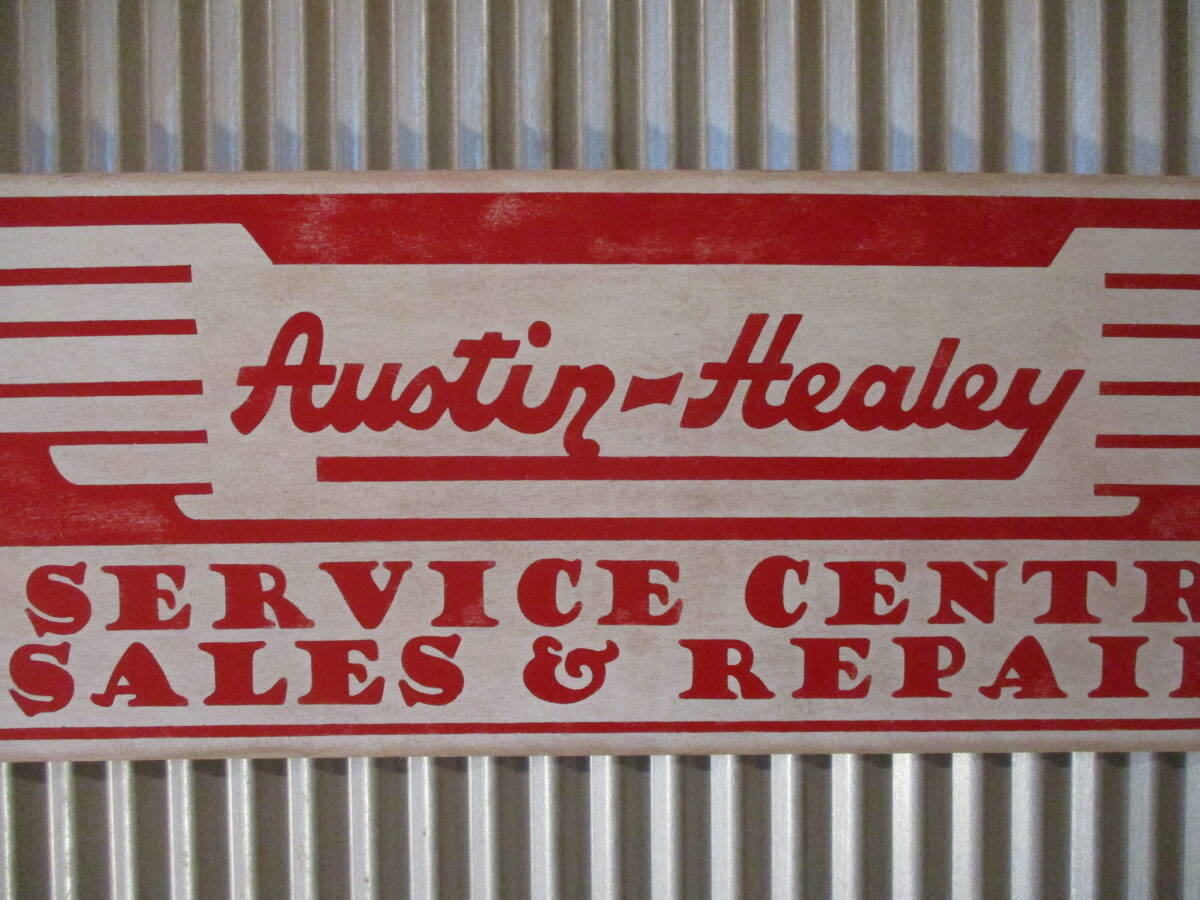 Austin-Healey
SERVICE CENTR
SALES & REPAI